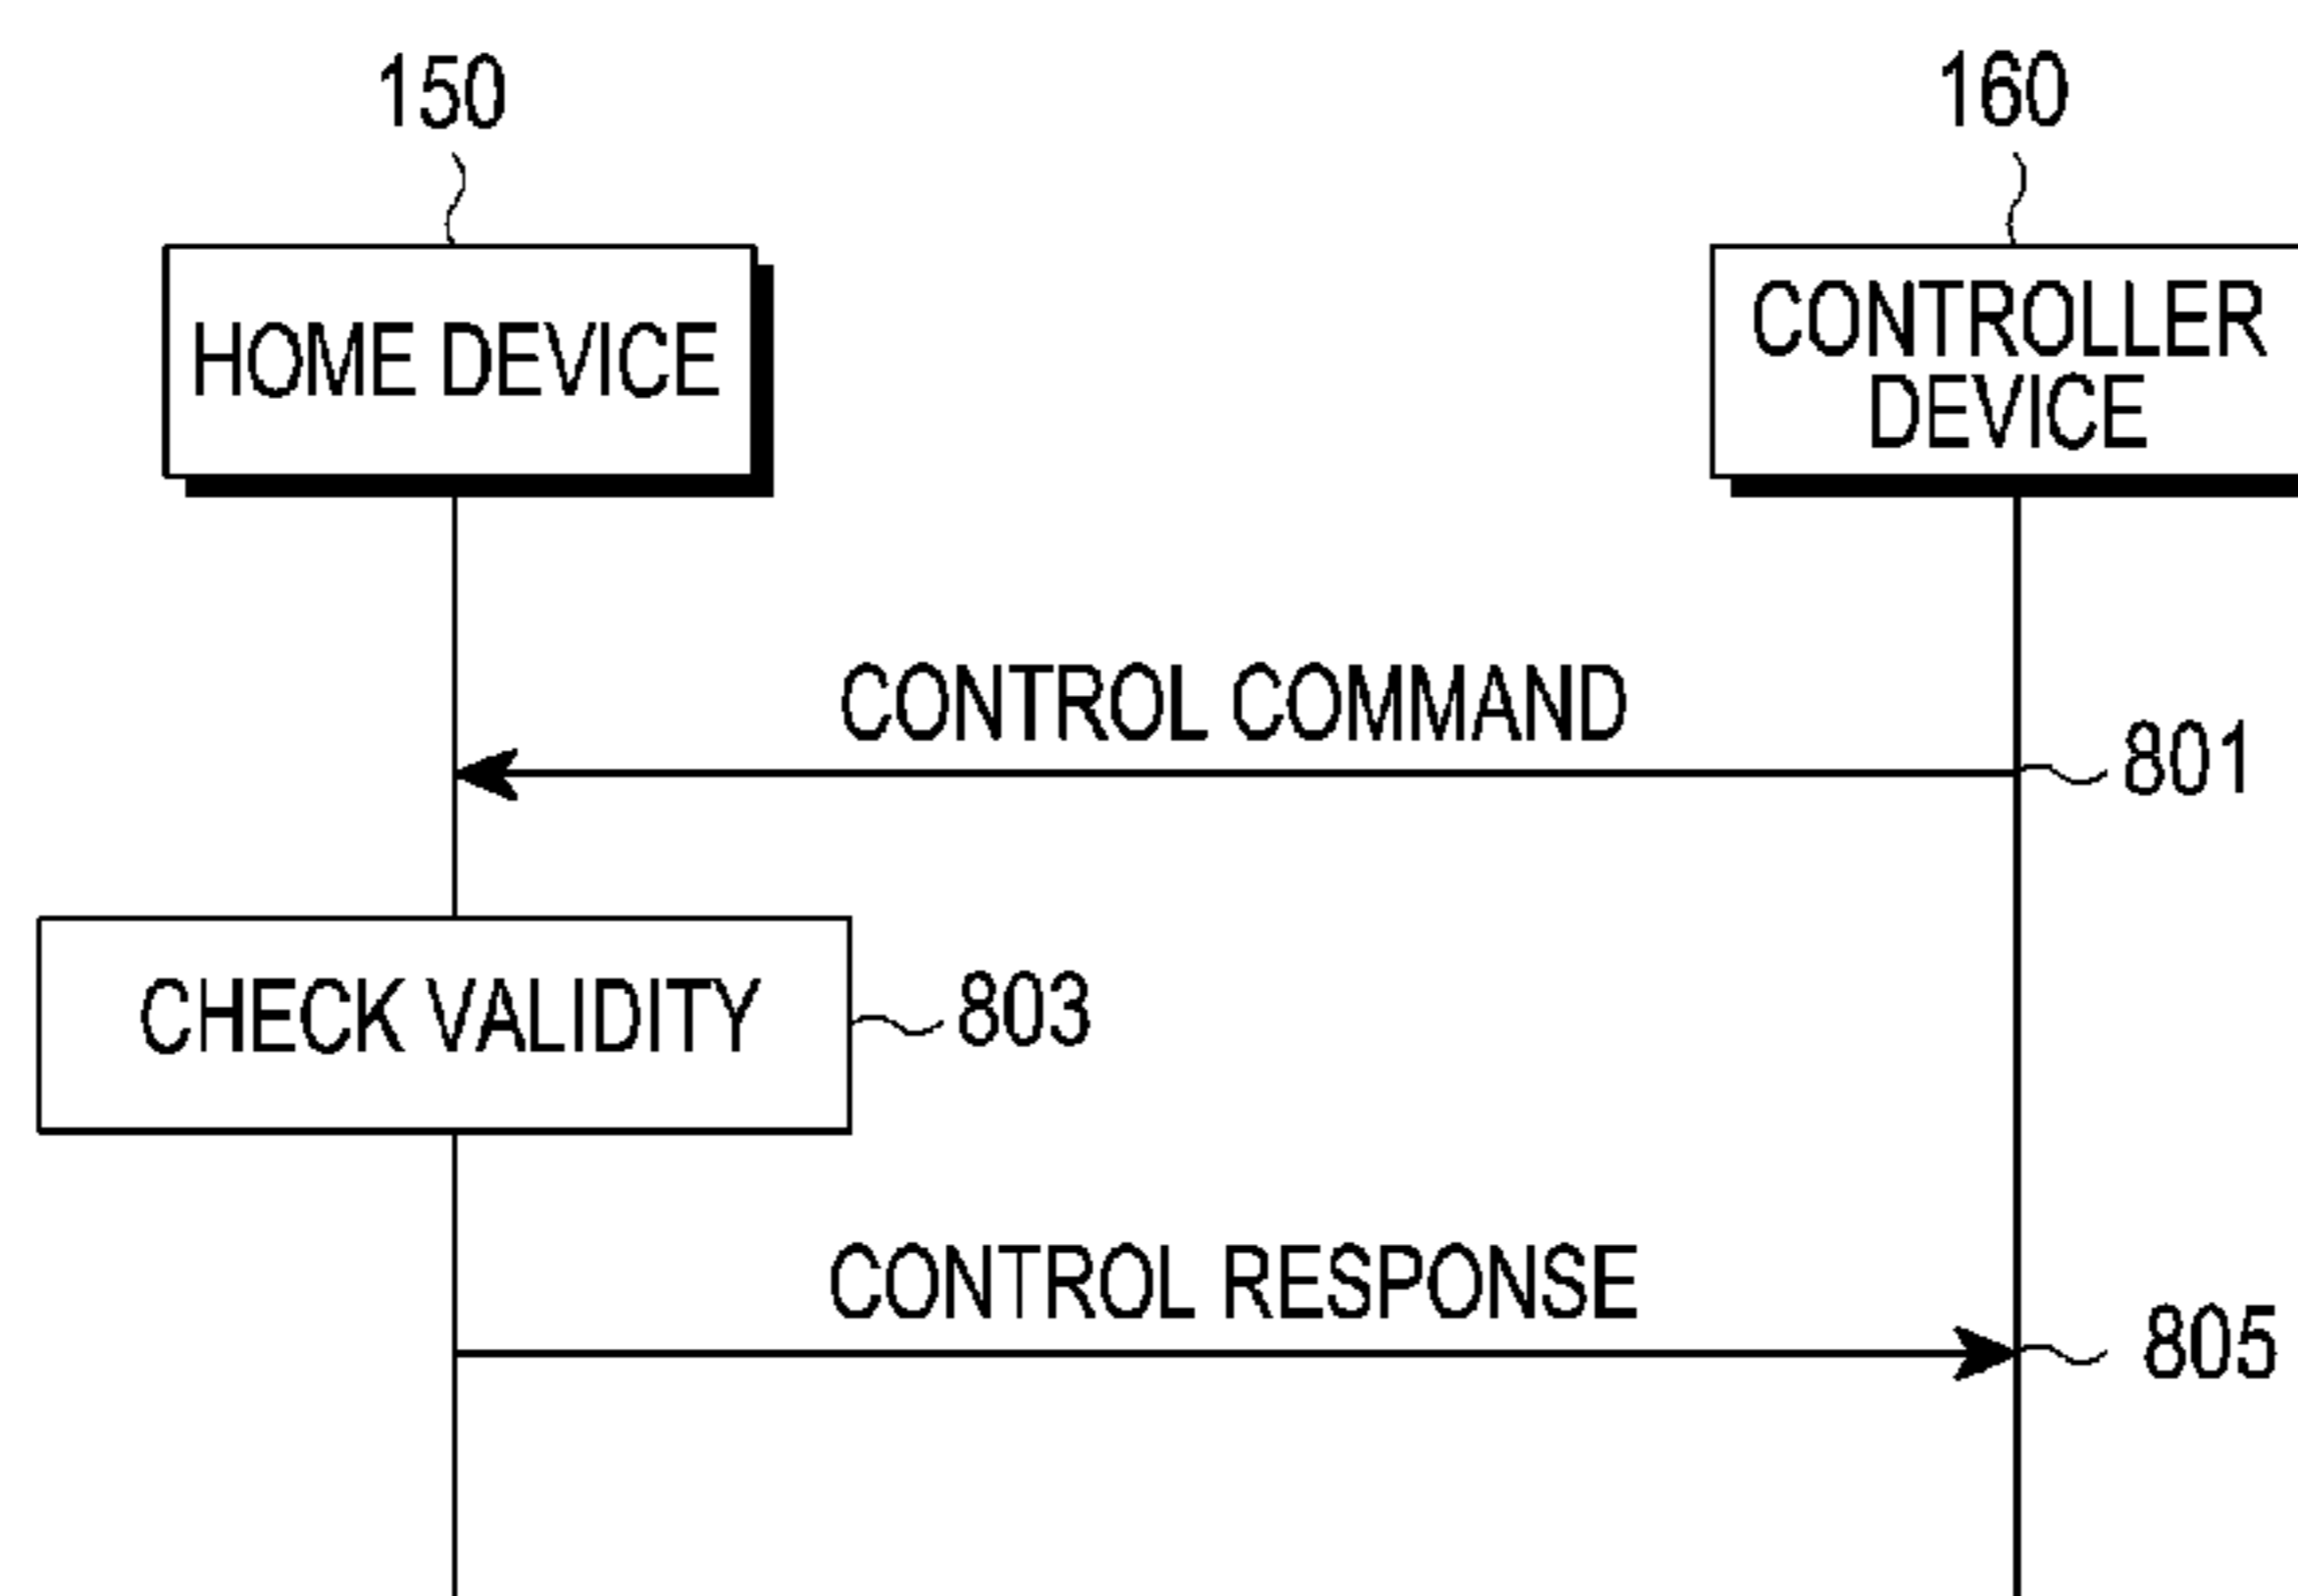 150
160
HOME DEVICE
CONTROLLER
DEVICE
CONTROL COMMAND
801
CHECK VALIDITY
803
CONTROL RESPONSE
805